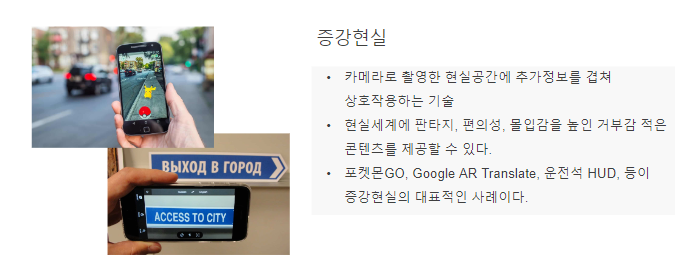 증강현실
• 카메라로 촬영한 현실공간에 추가정보를 겹쳐
상호작용하는 기술
• 현실세계에 판타지, 편의성, 몰입감을 높인 거부감 적은
콘텐츠를 제공할 수 있다.
• 포켓몬GO, Google AR Translate, 운전석 HUD, 등이
증강현실의 대표적인 사례이다.
ВЫХОД В ГОРОД
ACCESS TO CITY